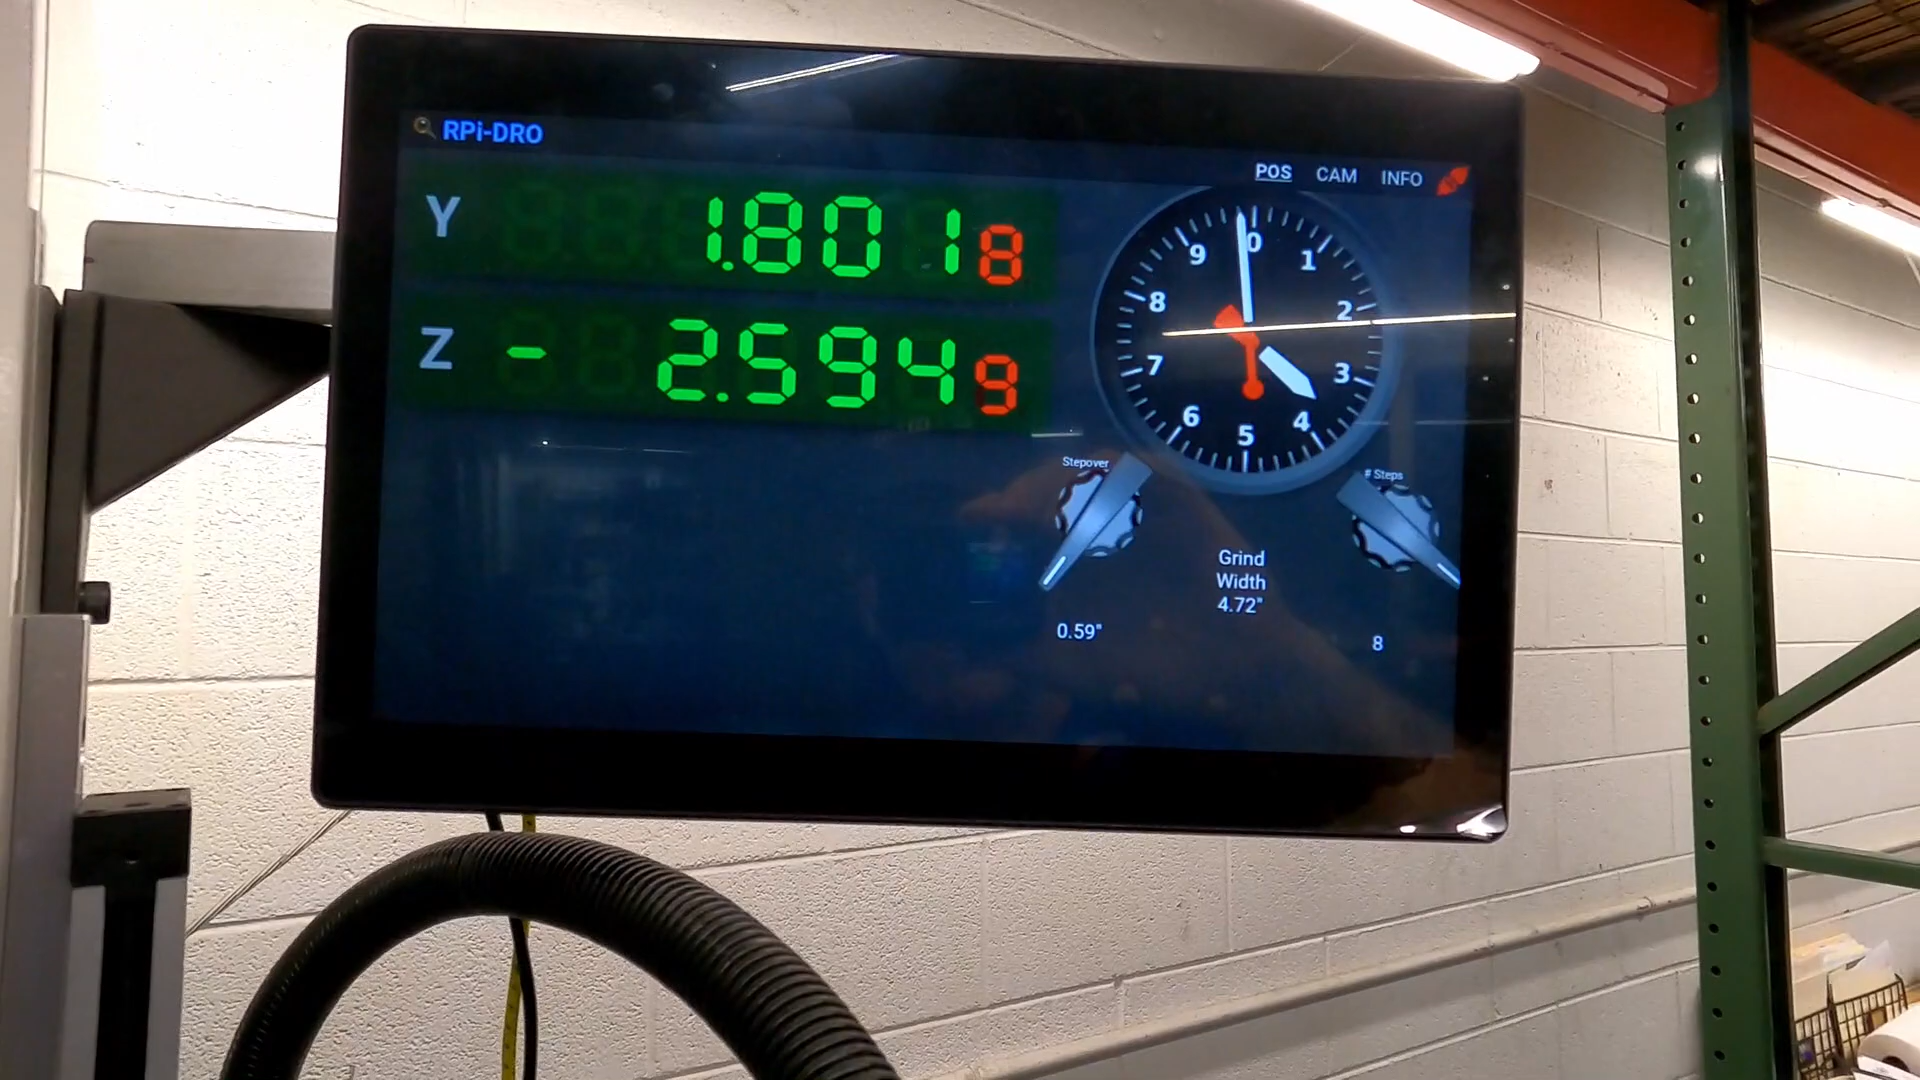 RPi-DRO
POS CAM INFO
Y 1.8018
Z - 2.5949
0
1
2
3
4
5
6
7
8
9
Stepover
# Steps
Grind
Width
4.72"
0.59"
8